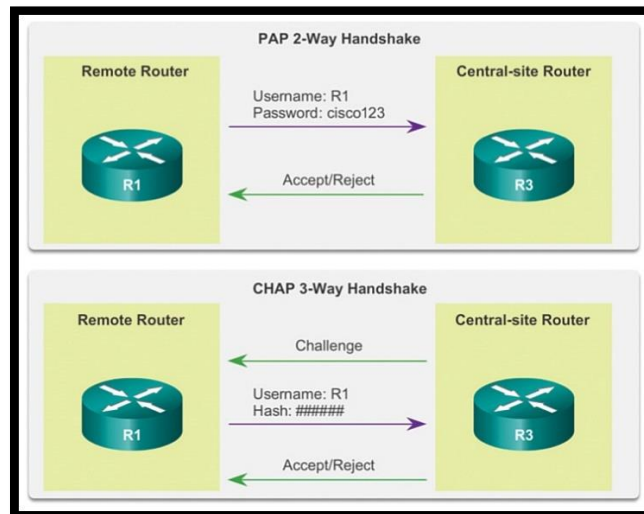 PAP 2-Way Handshake
Remote Router
Central-site Router
Username: R1
Password: cisco123
Accept/Reject
R1
R3
CHAP 3-Way Handshake
Remote Router
Central-site Router
Challenge
Username: R1
Hash: ######
Accept/Reject
R1
R3